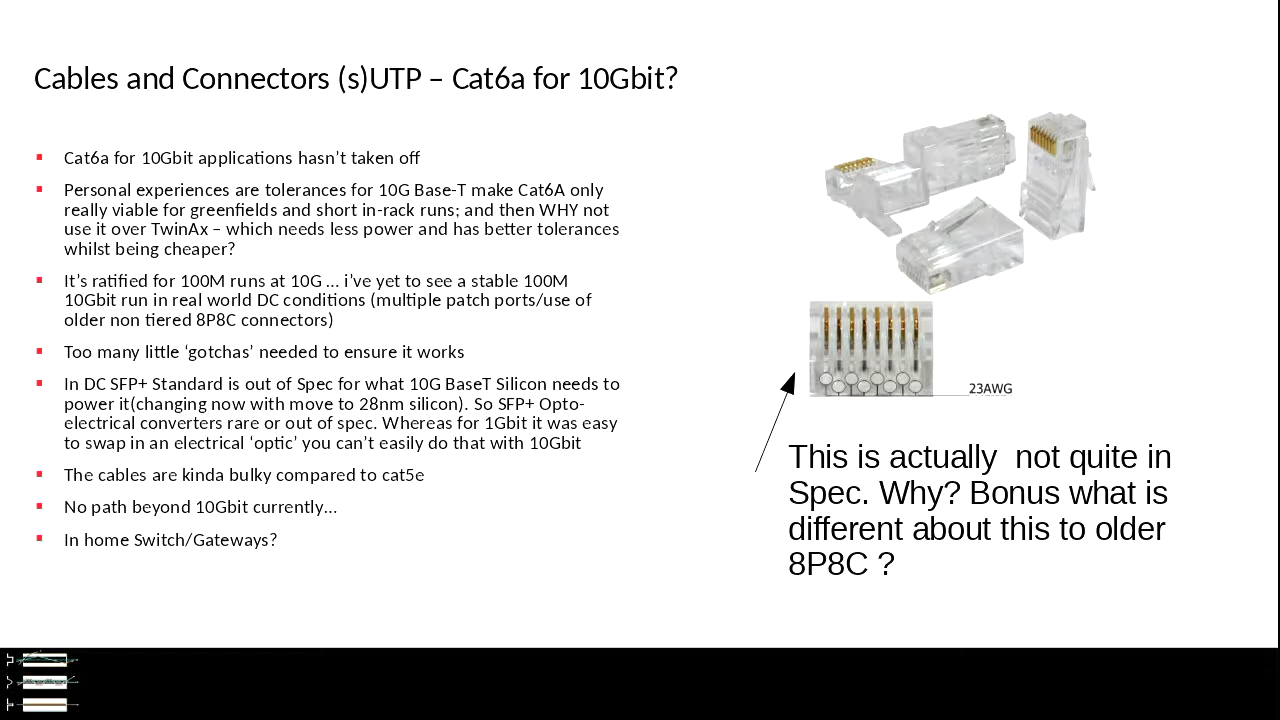 Cables and Connectors (s)UTP – Cat6a for 10Gbit?
Cat6a for 10Gbit applications hasn’t taken off
Personal experiences are tolerances for 10G Base-T make Cat6A only
really viable for greenfields and short in-rack runs; and then WHY not
use it over TwinAx – which needs less power and has better tolerances
whilst being cheaper?
It’s ratified for 100M runs at 10G … i’ve yet to see a stable 100M
10Gbit run in real world DC conditions (multiple patch ports/use of
older non tiered 8P8C connectors)
Too many little ‘gotchas’ needed to ensure it works
In DC SFP+ Standard is out of Spec for what 10G BaseT Silicon needs to
power it(changing now with move to 28nm silicon). So SFP+ Opto-
electrical converters rare or out of spec. Whereas for 1Gbit it was easy
to swap in an electrical ‘optic’ you can’t easily do that with 10Gbit
The cables are kinda bulky compared to cat5e
No path beyond 10Gbit currently…
In home Switch/Gateways?
23AWG
This is actually  not quite in
Spec. Why? Bonus what is
different about this to older
8P8C ?